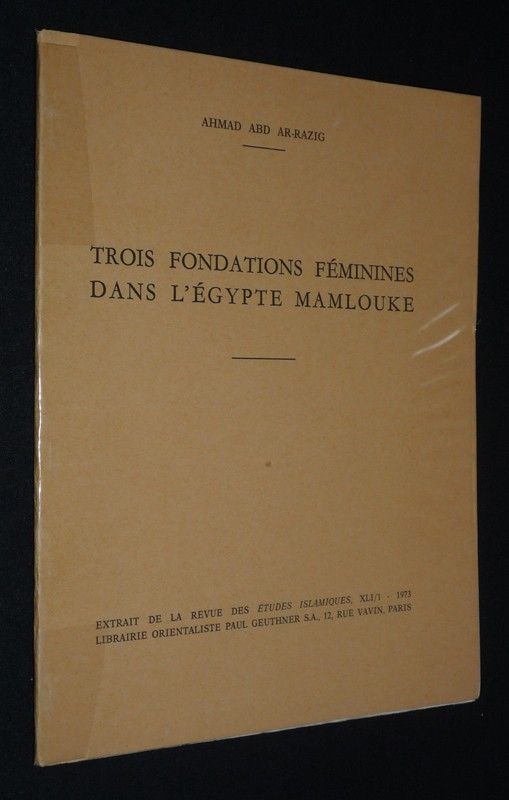 AHMAD ABD AR-RAZIG
TROIS FONDATIONS FÉMININES
DANS L'ÉGYPTE MAMLOUKE
EXTRAIT DE LA REVUE DES ÉTUDES ISLAMIQUES, XLI/1 - 1973
LIBRAIRIE ORIENTALISTE PAUL GEUTHNER S.A., 12, RUE VAVIN, PARIS